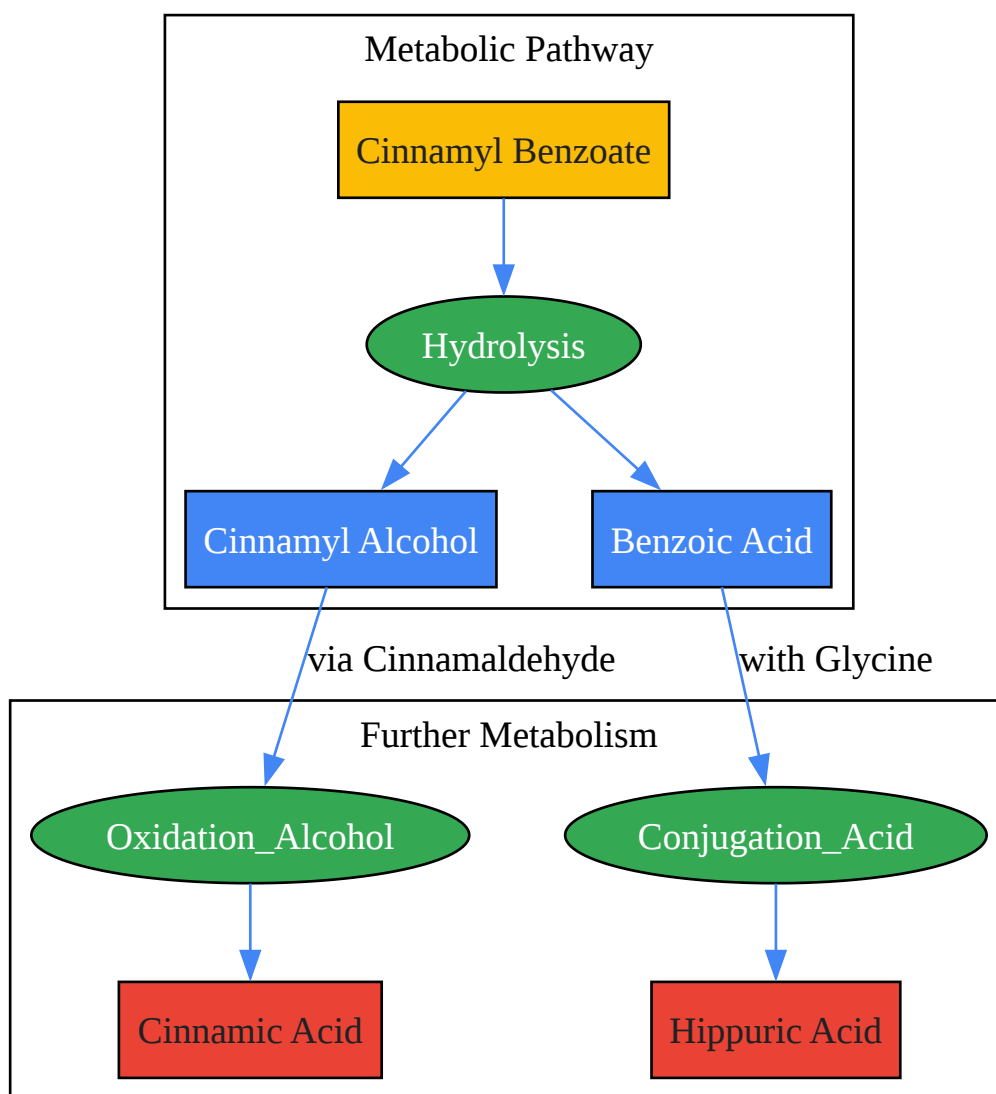 Metabolic Pathway
Cinnamyl Benzoate
Hydrolysis
Cinnamyl Alcohol
Benzoic Acid
via Cinnamaldehyde
with Glycine
Further Metabolism
Oxidation_Alcohol
Conjugation_Acid
Cinnamic Acid
Hippuric Acid